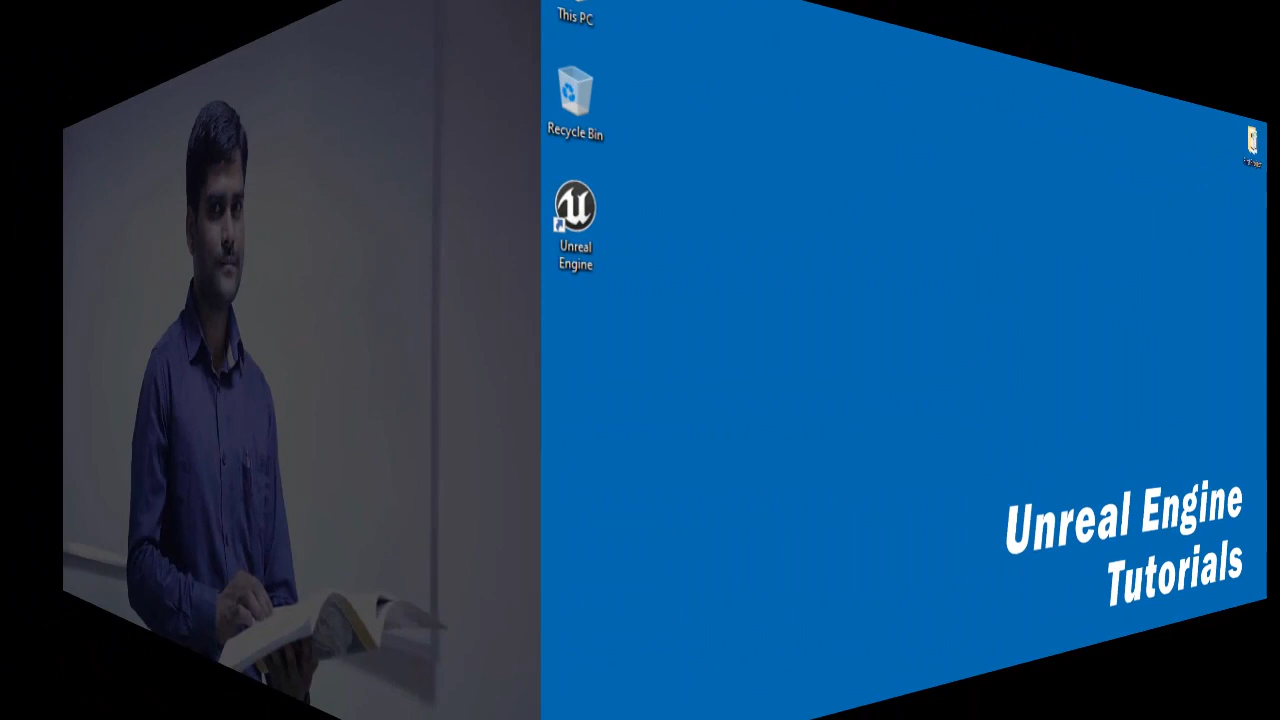 This PC
Recycle Bin
Unreal
Engine
Unreal Engine
Tutorials